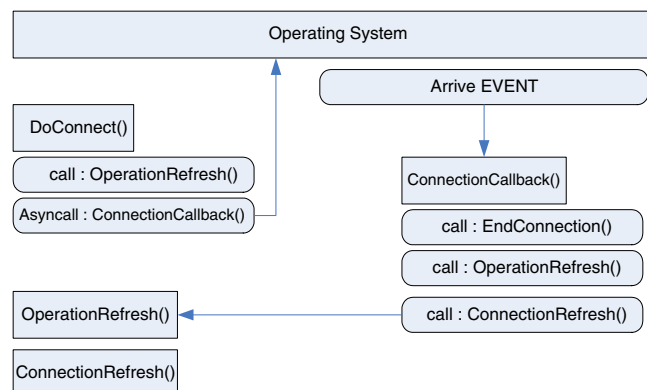 Operating System
Arrive EVENT
DoConnect()
call : OperationRefresh()
Asyncall : ConnectionCallback()
ConnectionCallback()
call : EndConnection()
call : OperationRefresh()
call : ConnectionRefresh()
OperationRefresh()
ConnectionRefresh()